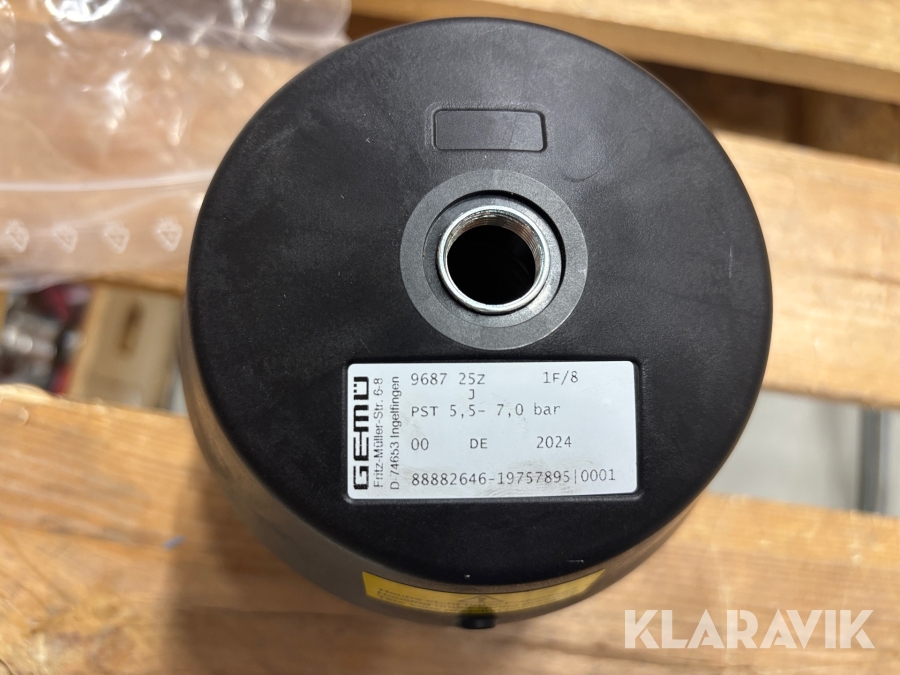 GEMÜ
Fritz-Müller-Str. 6-8
D-74653 Ingelfingen
9687 25Z 1F/8
J
PST 5,5- 7,0 bar
00 DE 2024
88882646-19757895|0001
KLARAVIK